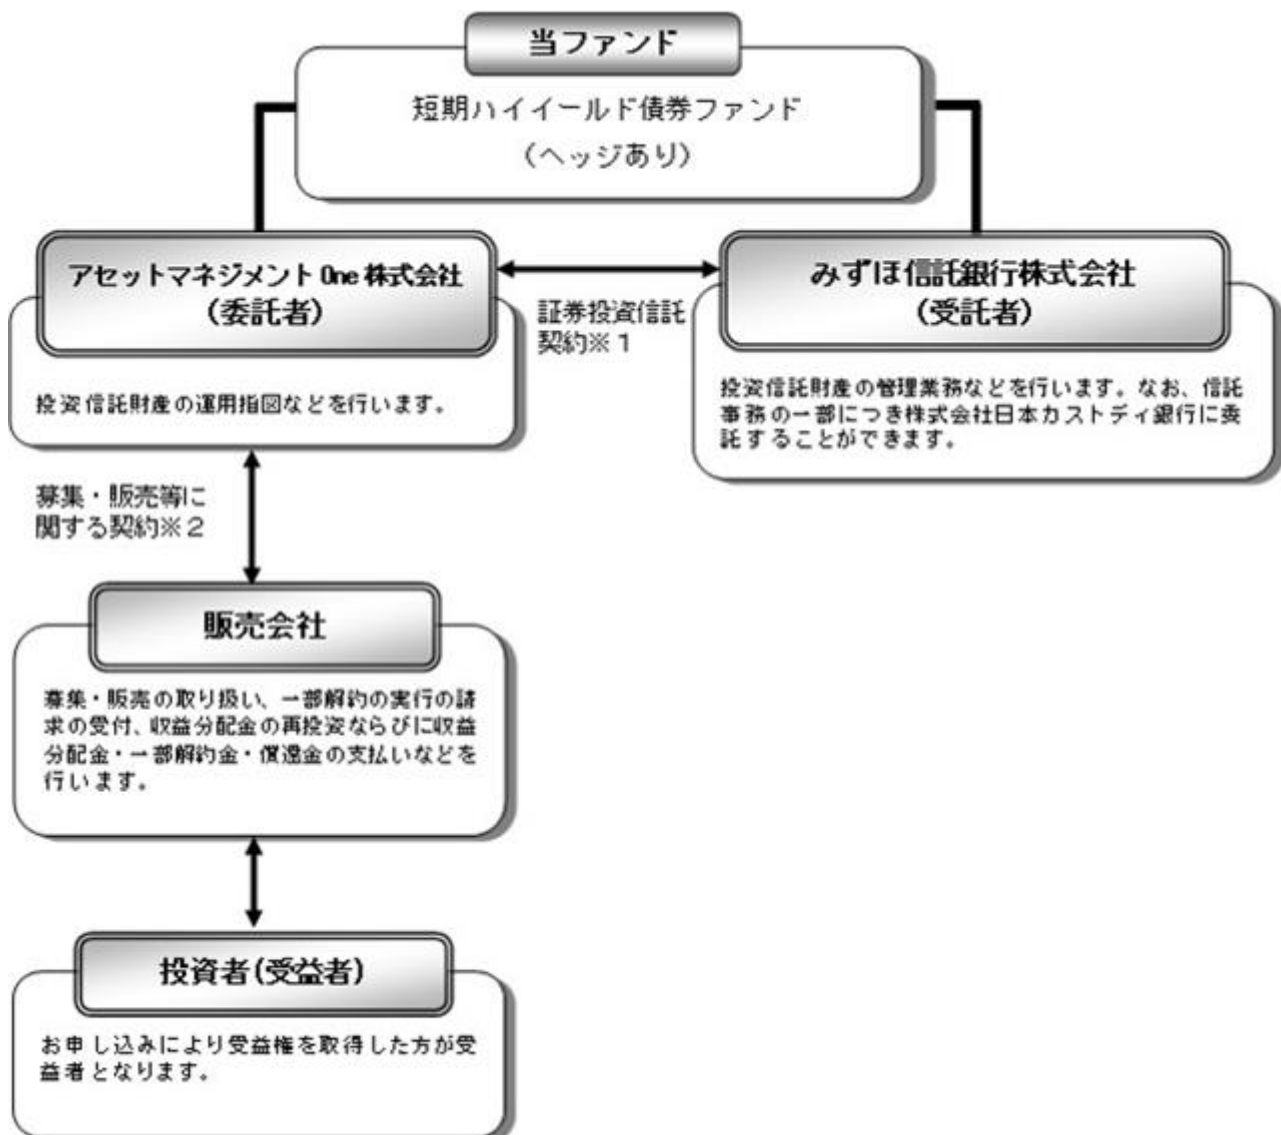 当ファンド
短期ハイイールド債券ファンド
（ヘッジあり）
アセットマネジメントOne株式会社
（委託者）
投資信託財産の運用指図などを行います。
証券投資信託
契約※1
みずほ信託銀行株式会社
（受託者）
投資信託財産の管理業務などを行います。なお、信託
事務の一部につき株式会社日本カストディ銀行に委
託することができます。
募集・販売等に
関する契約※2
販売会社
募集・販売の取り扱い、一部解約の実行の請
求の受付、収益分配金の再投資ならびに収益
分配金・一部解約金・償還金の支払いなどを
行います。
投資者（受益者）
お申し込みにより受益権を取得した方が受
益者となります。